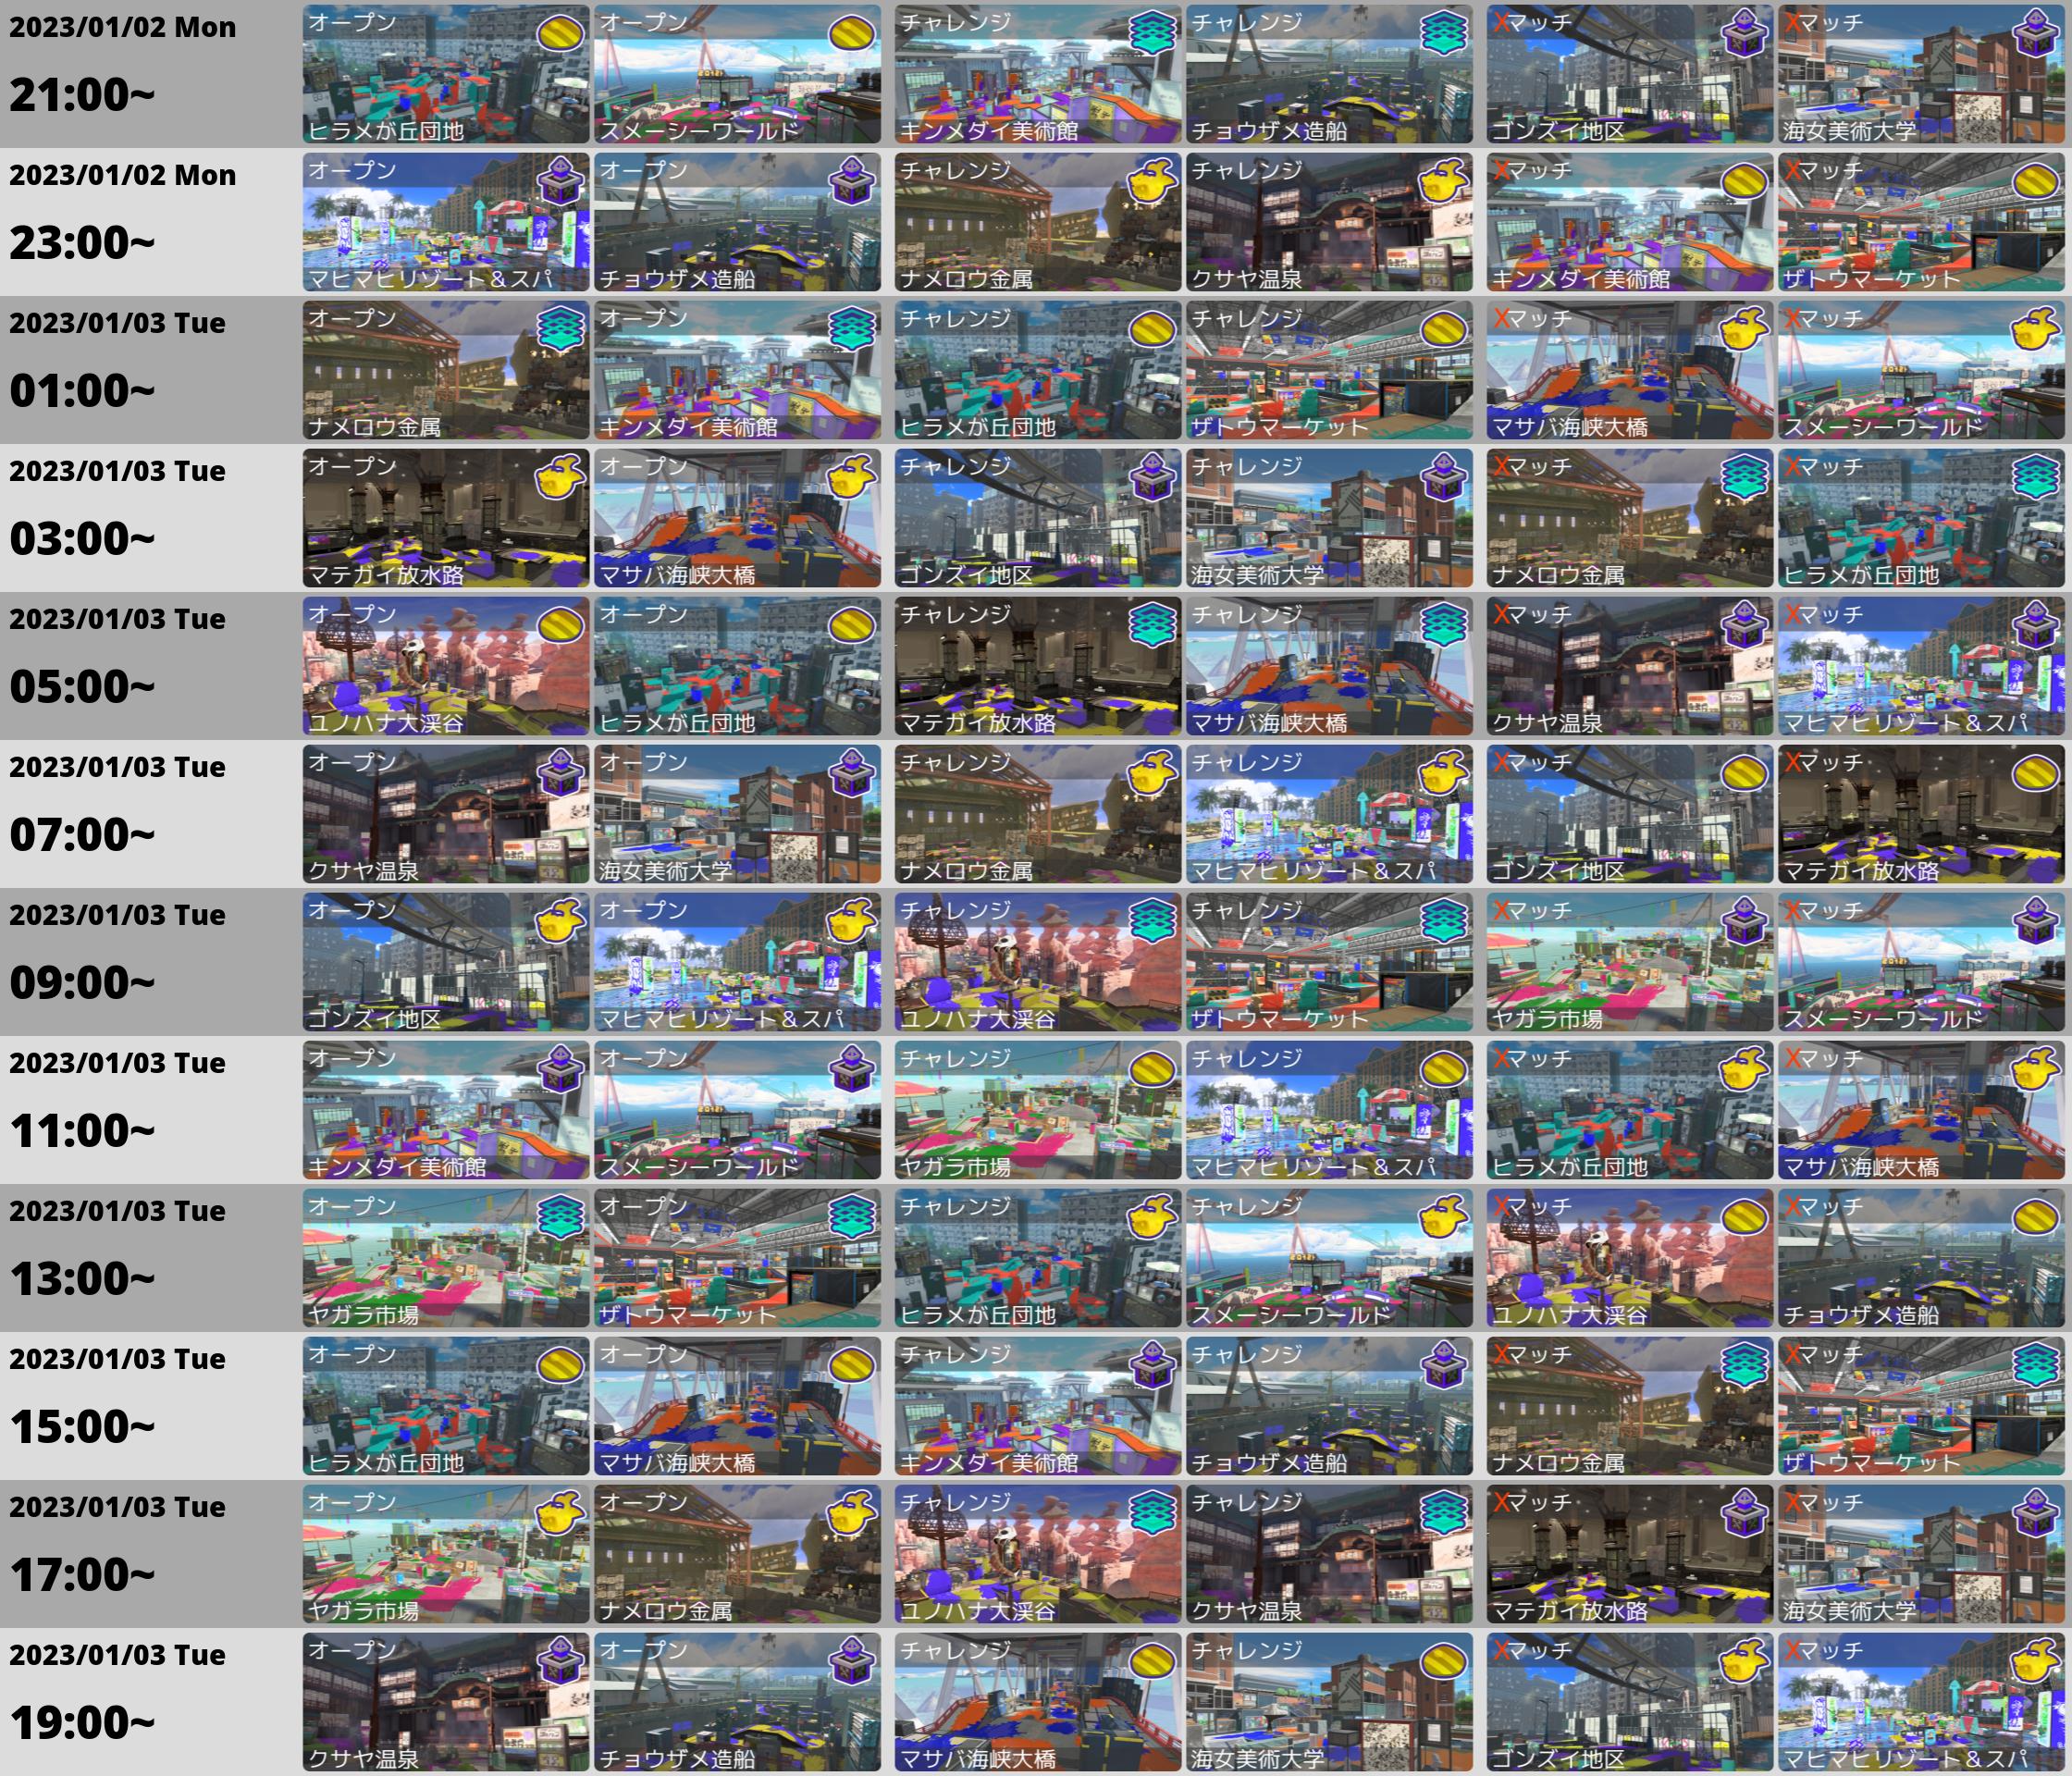 2023/01/02 Mon
21:00~
オープン オープン チャレンジ チャレンジ Xマッチ Xマッチ
ヒラメが丘団地 スメーシーワールド キンメダイ美術館 チョウザメ造船 ゴンズイ地区 海女美術大学
2023/01/02 Mon
23:00~
オープン オープン チャレンジ チャレンジ Xマッチ Xマッチ
マヒマヒリゾート＆スパ チョウザメ造船 ナメロウ金属 クサヤ温泉 キンメダイ美術館 ザトウマーケット
2023/01/03 Tue
01:00~
オープン オープン チャレンジ チャレンジ Xマッチ Xマッチ
ナメロウ金属 キンメダイ美術館 ヒラメが丘団地 ザトウマーケット マサバ海峡大橋 スメーシーワールド
2023/01/03 Tue
03:00~
オープン オープン チャレンジ チャレンジ Xマッチ Xマッチ
マテガイ放水路 マサバ海峡大橋 ゴンズイ地区 海女美術大学 ナメロウ金属 ヒラメが丘団地
2023/01/03 Tue
05:00~
オープン オープン チャレンジ チャレンジ Xマッチ Xマッチ
ユノハナ大渓谷 ヒラメが丘団地 マテガイ放水路 マサバ海峡大橋 クサヤ温泉 マヒマヒリゾート＆スパ
2023/01/03 Tue
07:00~
オープン オープン チャレンジ チャレンジ Xマッチ Xマッチ
クサヤ温泉 海女美術大学 ナメロウ金属 マヒマヒリゾート＆スパ ゴンズイ地区 マテガイ放水路
2023/01/03 Tue
09:00~
オープン オープン チャレンジ チャレンジ Xマッチ Xマッチ
ゴンズイ地区 マヒマヒリゾート＆スパ ユノハナ大渓谷 ザトウマーケット ヤガラ市場 スメーシーワールド
2023/01/03 Tue
11:00~
オープン オープン チャレンジ チャレンジ Xマッチ Xマッチ
キンメダイ美術館 スメーシーワールド ヤガラ市場 マヒマヒリゾート＆スパ ヒラメが丘団地 マサバ海峡大橋
2023/01/03 Tue
13:00~
オープン オープン チャレンジ チャレンジ Xマッチ Xマッチ
ヤガラ市場 ザトウマーケット ヒラメが丘団地 スメーシーワールド ユノハナ大渓谷 チョウザメ造船
2023/01/03 Tue
15:00~
オープン オープン チャレンジ チャレンジ Xマッチ Xマッチ
ヒラメが丘団地 マサバ海峡大橋 キンメダイ美術館 チョウザメ造船 ナメロウ金属 ザトウマーケット
2023/01/03 Tue
17:00~
オープン オープン チャレンジ チャレンジ Xマッチ Xマッチ
ヤガラ市場 ナメロウ金属 ユノハナ大渓谷 クサヤ温泉 マテガイ放水路 海女美術大学
2023/01/03 Tue
19:00~
オープン オープン チャレンジ チャレンジ Xマッチ Xマッチ
クサヤ温泉 チョウザメ造船 マサバ海峡大橋 海女美術大学 ゴンズイ地区 マヒマヒリゾート＆スパ